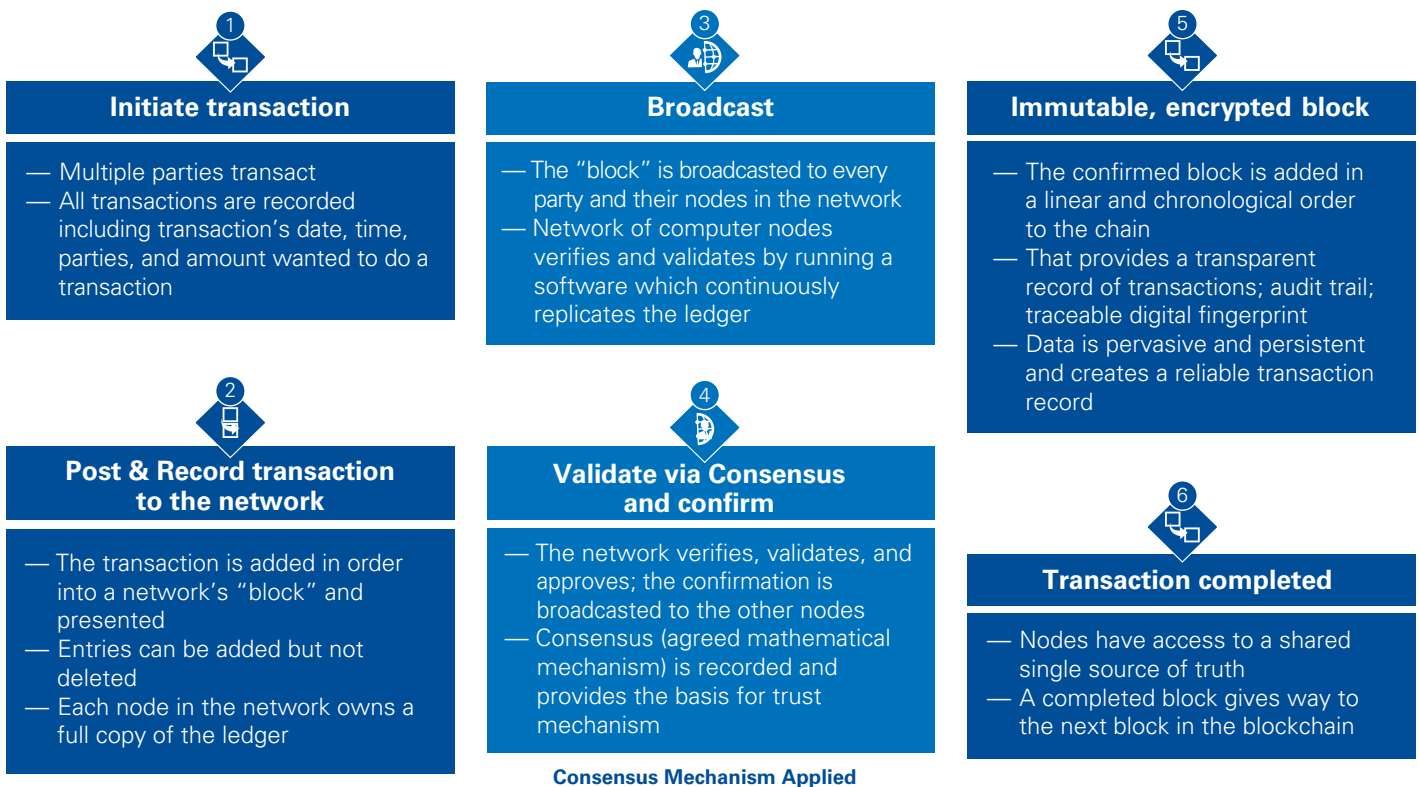 1
Initiate transaction
— Multiple parties transact
— All transactions are recorded
including transaction’s date, time,
parties, and amount wanted to do a
transaction
2
Post & Record transaction
to the network
— The transaction is added in order
into a network’s “block” and
presented
— Entries can be added but not
deleted
— Each node in the network owns a
full copy of the ledger
3
Broadcast
— The “block” is broadcasted to every
party and their nodes in the network
— Network of computer nodes
verifies and validates by running a
software which continuously
replicates the ledger
4
Validate via Consensus
and confirm
— The network verifies, validates, and
approves; the confirmation is
broadcasted to the other nodes
— Consensus (agreed mathematical
mechanism) is recorded and
provides the basis for trust
mechanism
Consensus Mechanism Applied
5
Immutable, encrypted block
— The confirmed block is added in
a linear and chronological order
to the chain
— That provides a transparent
record of transactions; audit trail;
traceable digital fingerprint
— Data is pervasive and persistent
and creates a reliable transaction
record
6
Transaction completed
— Nodes have access to a shared
single source of truth
— A completed block gives way to
the next block in the blockchain